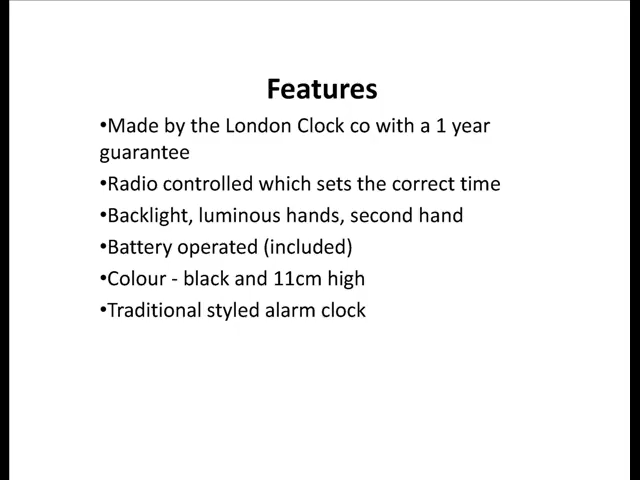 Features
•Made by the London Clock co with a 1 year
guarantee
•Radio controlled which sets the correct time
•Backlight, luminous hands, second hand
•Battery operated (included)
•Colour - black and 11cm high
•Traditional styled alarm clock